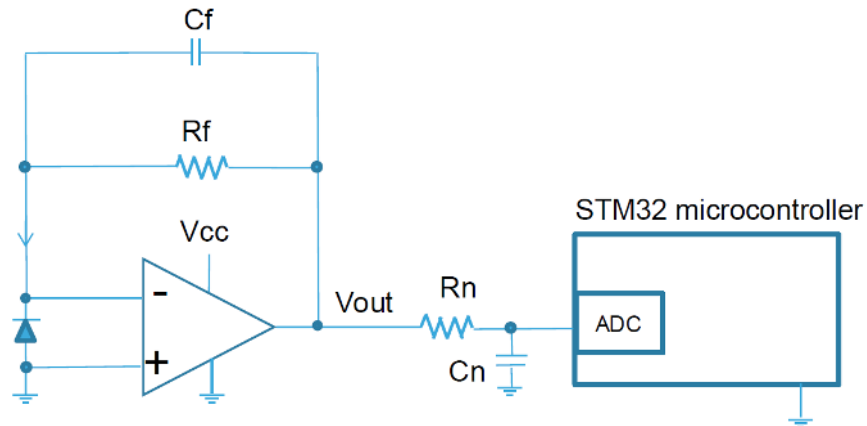 Cf
Rf
STM32 microcontroller
Vcc
-
+
Vout
Rn
ADC
Cn